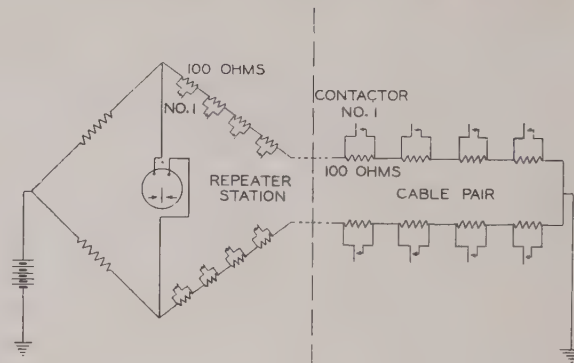 100 OHMS
NO. 1
CONTACTOR
NO. 1
100 OHMS
REPEATER
STATION
CABLE PAIR